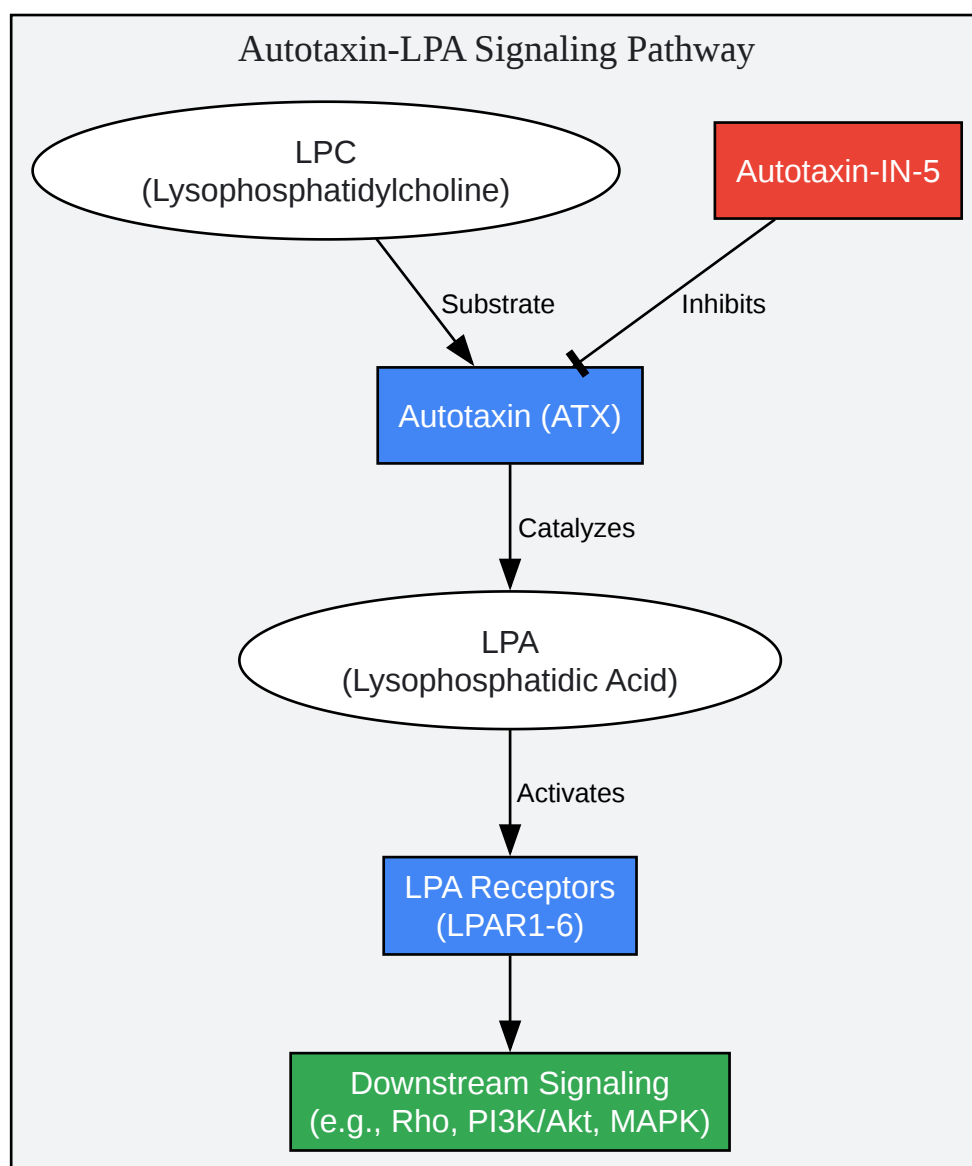 Autotaxin-LPA Signaling Pathway
LPC
(Lysophosphatidylcholine)
Autotaxin-IN-5
Substrate
Inhibits
Autotaxin (ATX)
Catalyzes
LPA
(Lysophosphatidic Acid)
Activates
LPA Receptors
(LPAR1-6)
Downstream Signaling
(e.g., Rho, PI3K/Akt, MAPK)